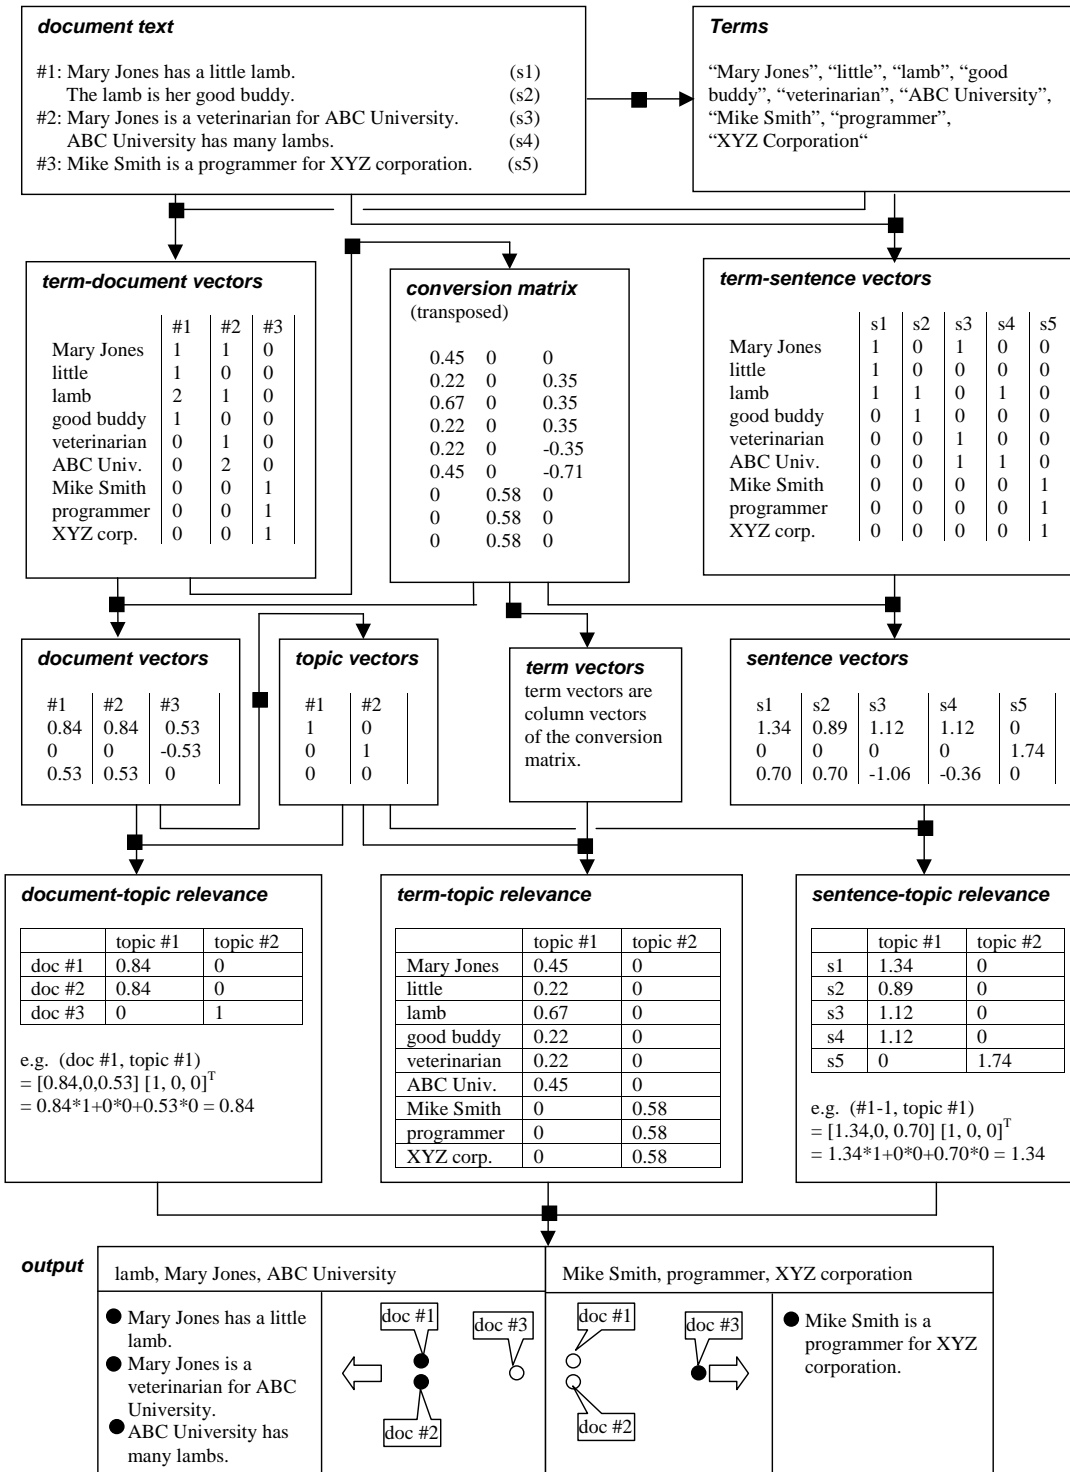 document text
#1: Mary Jones has a little lamb. (s1)
The lamb is her good buddy. (s2)
#2: Mary Jones is a veterinarian for ABC University. (s3)
ABC University has many lambs. (s4)
#3: Mike Smith is a programmer for XYZ corporation. (s5)
Terms
“Mary Jones”, “little”, “lamb”, “good
buddy”, “veterinarian”, “ABC University”,
“Mike Smith”, “programmer”,
“XYZ Corporation“
term-document vectors
#1 #2 #3
Mary Jones 1 1 0
little 1 0 0
lamb 2 1 0
good buddy 1 0 0
veterinarian 0 1 0
ABC Univ. 0 2 0
Mike Smith 0 0 1
programmer 0 0 1
XYZ corp. 0 0 1
conversion matrix
(transposed)
0.45 0 0
0.22 0 0.35
0.67 0 0.35
0.22 0 0.35
0.22 0 -0.35
0.45 0 -0.71
0 0.58 0
0 0.58 0
0 0.58 0
term-sentence vectors
s1 s2 s3 s4 s5
Mary Jones 1 0 1 0 0
little 1 0 0 0 0
lamb 1 1 0 1 0
good buddy 0 1 0 0 0
veterinarian 0 0 1 0 0
ABC Univ. 0 0 1 1 0
Mike Smith 0 0 0 0 1
programmer 0 0 0 0 1
XYZ corp. 0 0 0 0 1
document vectors
#1 #2 #3
0.84 0.84 0.53
0 0 -0.53
0.53 0.53 0
topic vectors
#1 #2
1 0
0 1
0 0
term vectors
term vectors are
column vectors
of the conversion
matrix.
sentence vectors
s1 s2 s3 s4 s5
1.34 0.89 1.12 1.12 0
0 0 0 0 1.74
0.70 0.70 -1.06 -0.36 0
document-topic relevance
topic #1 topic #2
doc #1 0.84 0
doc #2 0.84 0
doc #3 0 1
e.g. (doc #1, topic #1)
= [0.84,0,0.53] [1, 0, 0]T
= 0.84*1+0*0+0.53*0 = 0.84
term-topic relevance
topic #1 topic #2
Mary Jones 0.45 0
little 0.22 0
lamb 0.67 0
good buddy 0.22 0
veterinarian 0.22 0
ABC Univ. 0.45 0
Mike Smith 0 0.58
programmer 0 0.58
XYZ corp. 0 0.58
sentence-topic relevance
topic #1 topic #2
s1 1.34 0
s2 0.89 0
s3 1.12 0
s4 1.12 0
s5 0 1.74
e.g. (#1-1, topic #1)
= [1.34,0, 0.70] [1, 0, 0]T
= 1.34*1+0*0+0.70*0 = 1.34
output
lamb, Mary Jones, ABC University
Mary Jones has a little
lamb.
Mary Jones is a
veterinarian for ABC
University.
ABC University has
many lambs.
doc #1
doc #3
doc #2
Mike Smith, programmer, XYZ corporation
doc #1
doc #3
doc #2
Mike Smith is a
programmer for XYZ
corporation.